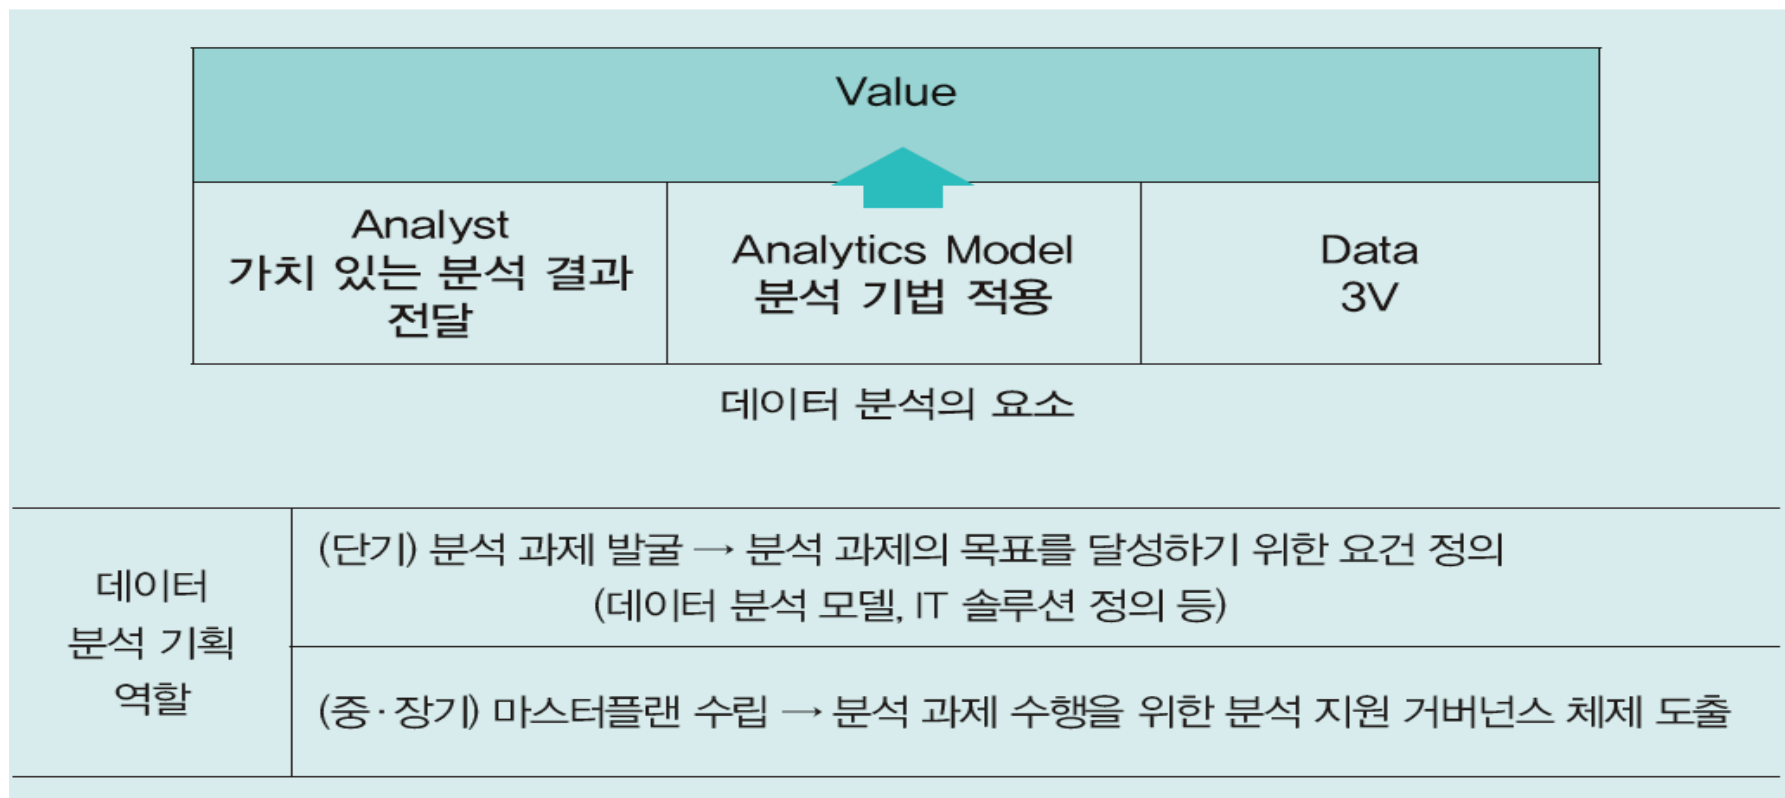 Value
Analyst
가치 있는 분석 결과
전달
Analytics Model
분석 기법 적용
Data
3V
데이터 분석의 요소
데이터
분석 기획
역할
(단기) 분석 과제 발굴 → 분석 과제의 목표를 달성하기 위한 요건 정의
(데이터 분석 모델, IT 솔루션 정의 등)
(중·장기) 마스터플랜 수립 → 분석 과제 수행을 위한 분석 지원 거버넌스 체제 도출